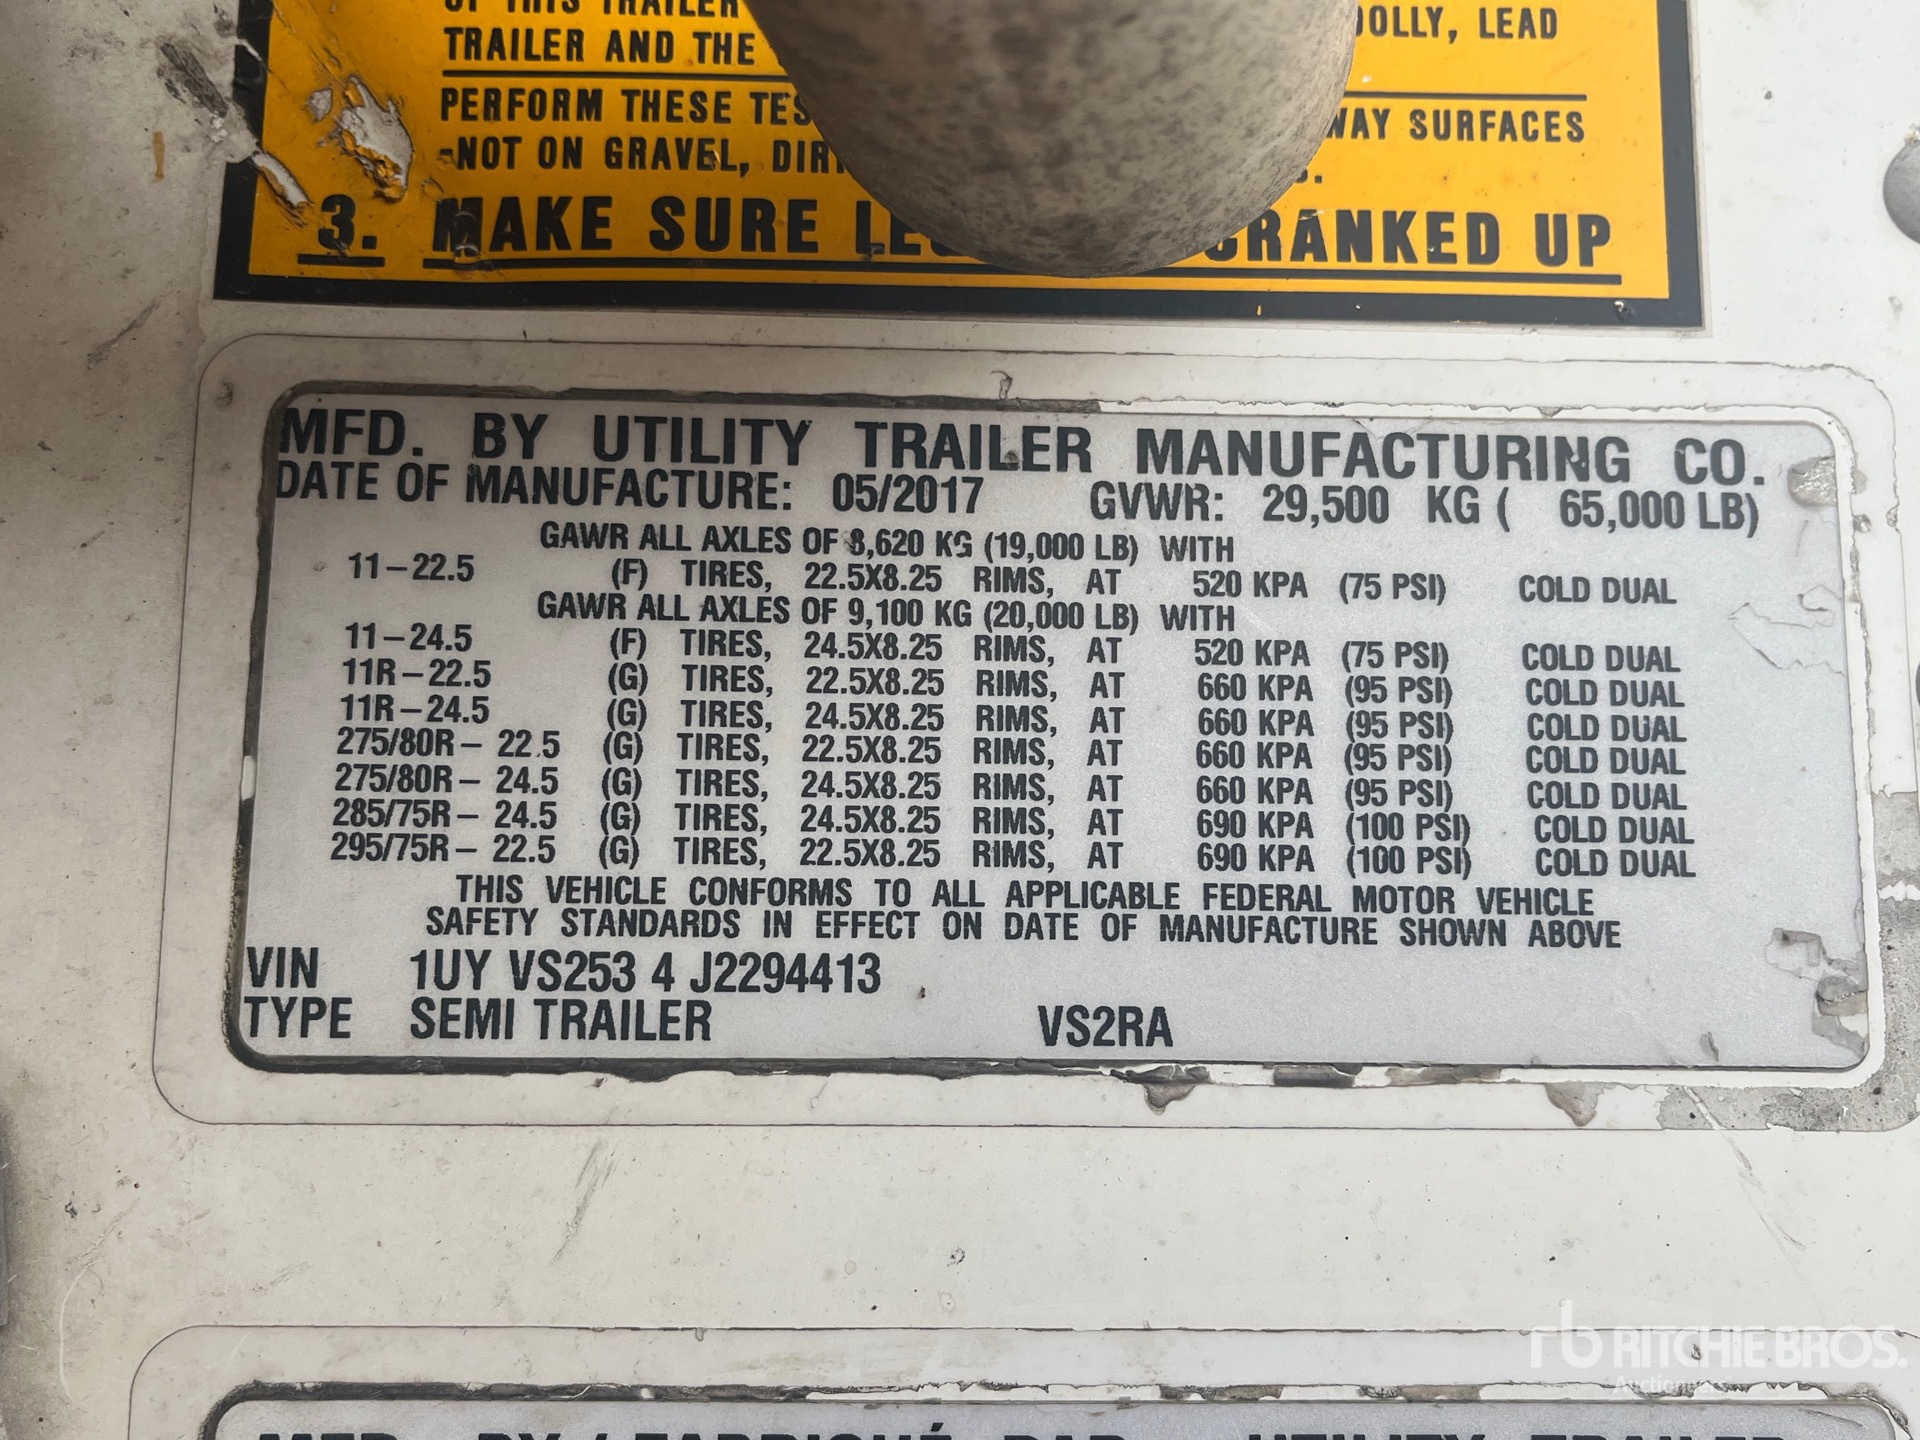 OF THIS TRAILER
TRAILER AND THE DOLLY, LEAD
PERFORM THESE SURFACES
-NOT ON GRAVEL,
3. MAKE SURE CRANKED UP
MFD. BY UTILITY TRAILER MANUFACTURING CO.
DATE OF MANUFACTURE: 05/2017 GVWR: 29,500 KG ( 65,000 LB)
GAWR ALL AXLES OF 8,620 KG (19,000 LB) WITH
11-22.5 (F) TIRES, 22.5X8.25 RIMS, AT 520 KPA (75 PSI) COLD DUAL
GAWR ALL AXLES OF 9,100 KG (20,000 LB) WITH
11-24.5 (F) TIRES, 24.5X8.25 RIMS, AT 520 KPA (75 PSI) COLD DUAL
11R-22.5 (G) TIRES, 22.5X8.25 RIMS, AT 660 KPA (95 PSI) COLD DUAL
11R-24.5 (G) TIRES, 24.5X8.25 RIMS, AT 660 KPA (95 PSI) COLD DUAL
275/80R- 22.5 (G) TIRES, 22.5X8.25 RIMS, AT 660 KPA (95 PSI) COLD DUAL
275/80R- 24.5 (G) TIRES, 24.5X8.25 RIMS, AT 660 KPA (95 PSI) COLD DUAL
285/75R- 24.5 (G) TIRES, 24.5X8.25 RIMS, AT 690 KPA (100 PSI) COLD DUAL
295/75R- 22.5 (G) TIRES, 22.5X8.25 RIMS, AT 690 KPA (100 PSI) COLD DUAL
THIS VEHICLE CONFORMS TO ALL APPLICABLE FEDERAL MOTOR VEHICLE
SAFETY STANDARDS IN EFFECT ON DATE OF MANUFACTURE SHOWN ABOVE
VIN 1UY VS253 4 J2294413
TYPE SEMI TRAILER VS2RA
rb RITCHIE BROS.
Auctioneers
MFD. BY/FABRIQUÉ PAR UTILITY TRAILER